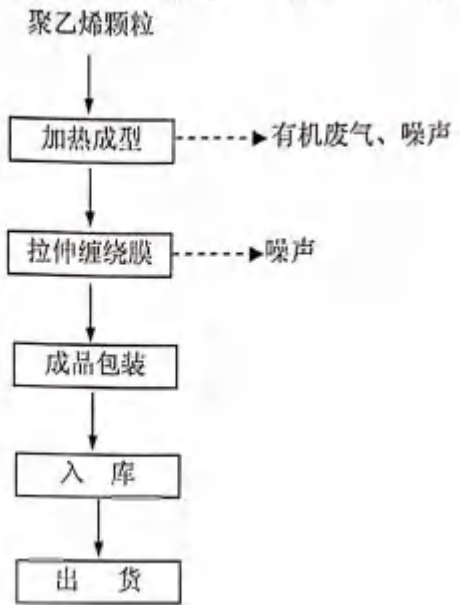 聚乙烯颗粒
加热成型 有机废气、噪声
拉伸缠绕膜 噪声
成品包装
入 库
出 货